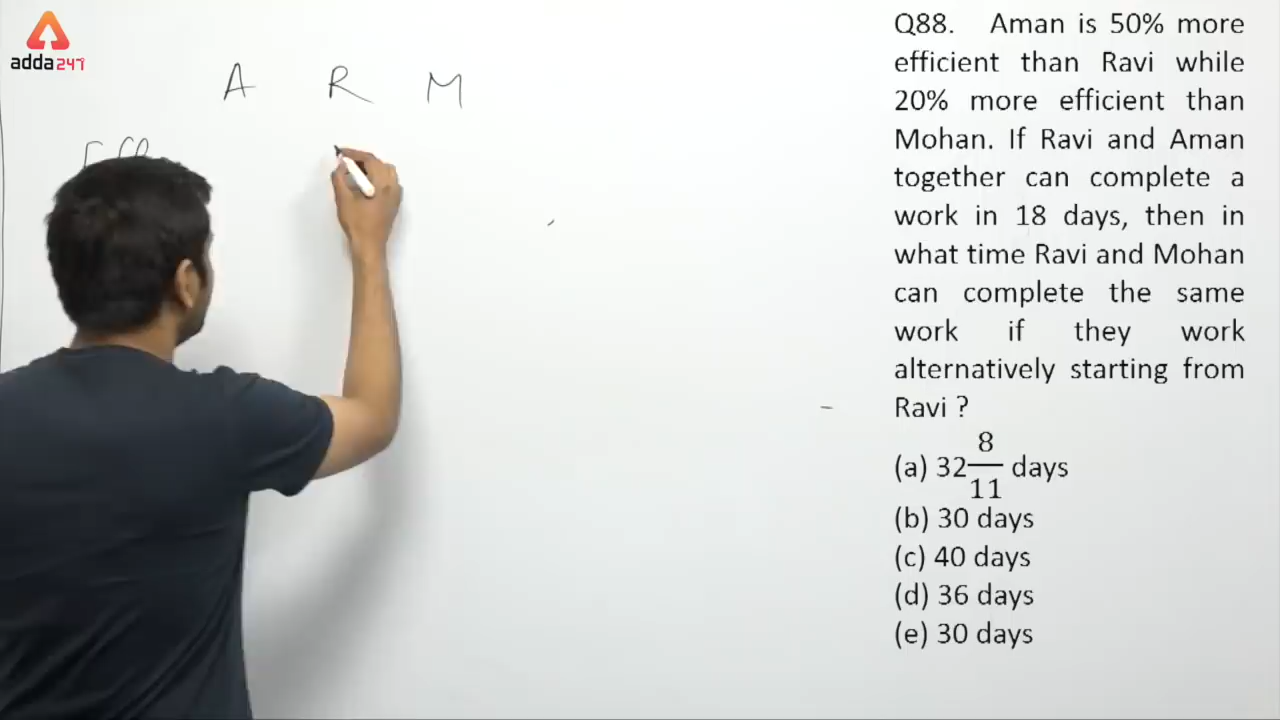 adda247
A R M
Eff
Q88. Aman is 50% more
efficient than Ravi while
20% more efficient than
Mohan. If Ravi and Aman
together can complete a
work in 18 days, then in
what time Ravi and Mohan
can complete the same
work if they work
alternatively starting from
Ravi ?
(a) 32 8/11 days
(b) 30 days
(c) 40 days
(d) 36 days
(e) 30 days